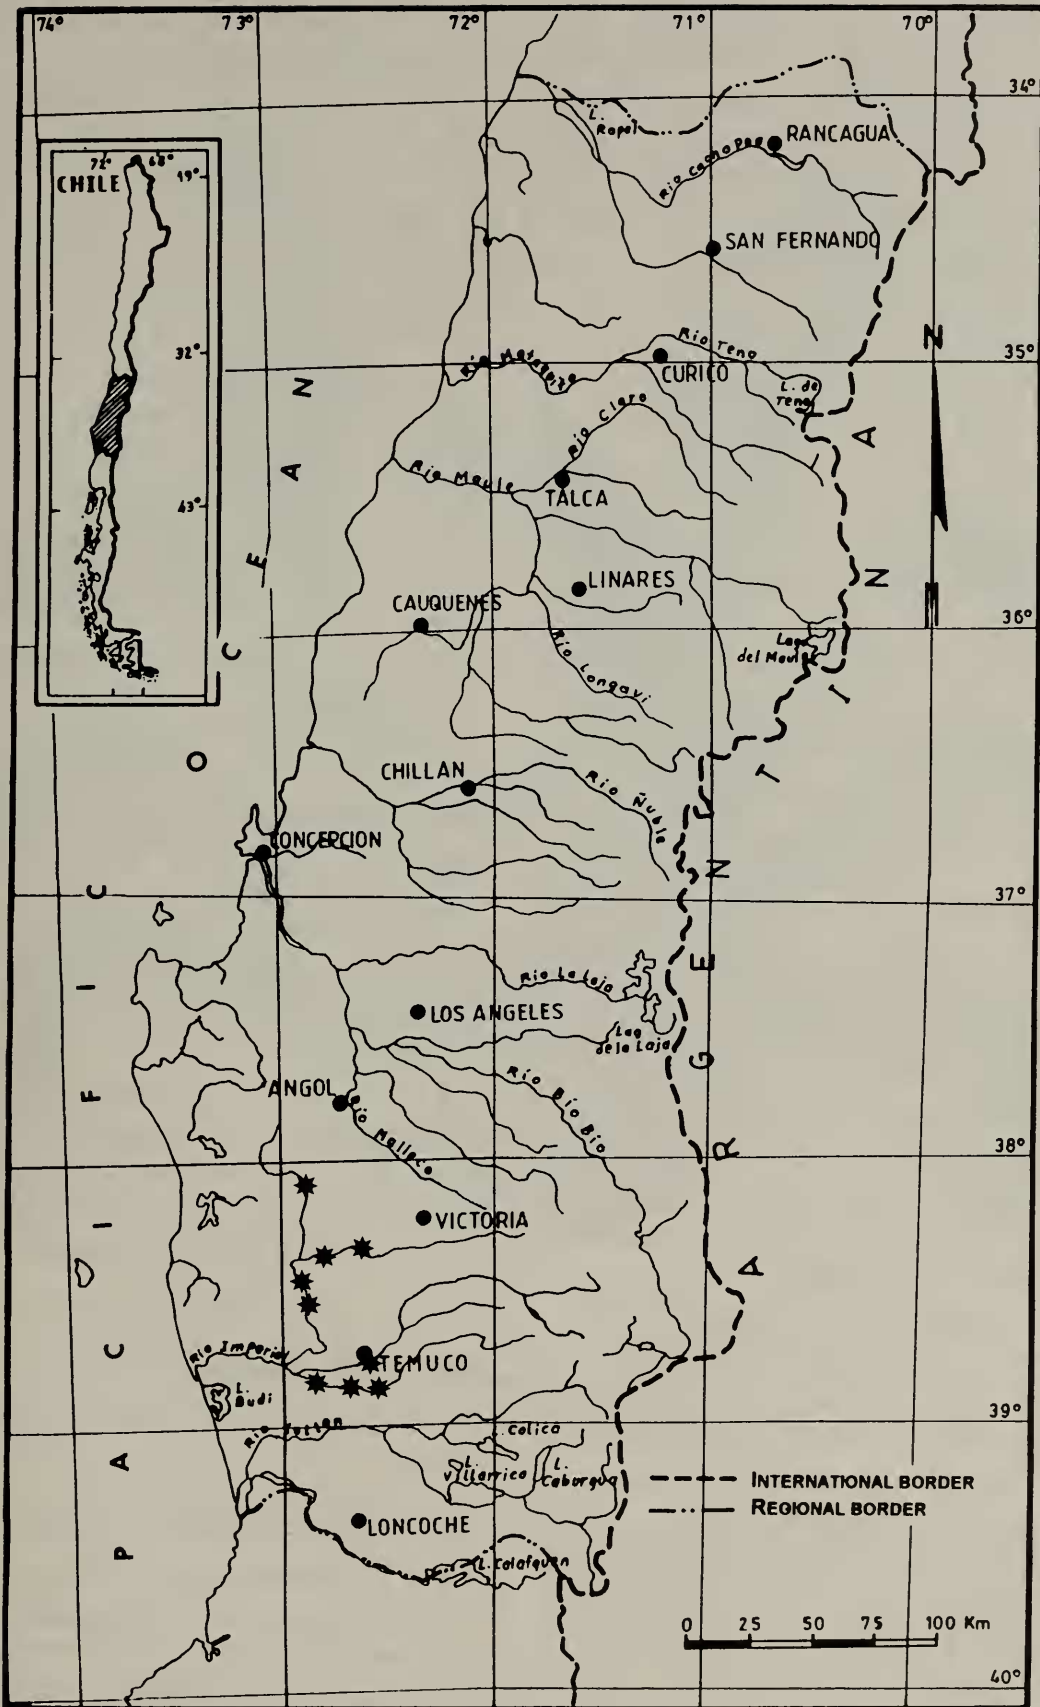 74° 73° 72° 71° 70°
34°
L. Rapel
RANCAGUA
Rio Cachapoal
72° 68°
CHILE
19°
SAN FERNANDO
N
Rio Teno
35°
Rio Mataquito
CURICO
L. de Teno
32°
Rio Claro
Rio Maule
TALCA
43°
LINARES
CAUQUENES
36°
Lag. del Maule
Rio Longavi
CHILLAN
Rio Ñuble
CONCEPCION
37°
Rio La Laja
LOS ANGELES
Lag de la Laja
ANGOL
Rio Bio Bio
Rio Malleco
38°
VICTORIA
Rio Imperial
TEMUCO
L. Budi
39°
Rio Tolten
L. Colico
L. Villarrica
L. Caburgua
INTERNATIONAL BORDER
REGIONAL BORDER
LONCOCHE
L. Calafquen
0 25 50 75 100 Km
40°
PACIFIC OCEAN
ARGENTINA